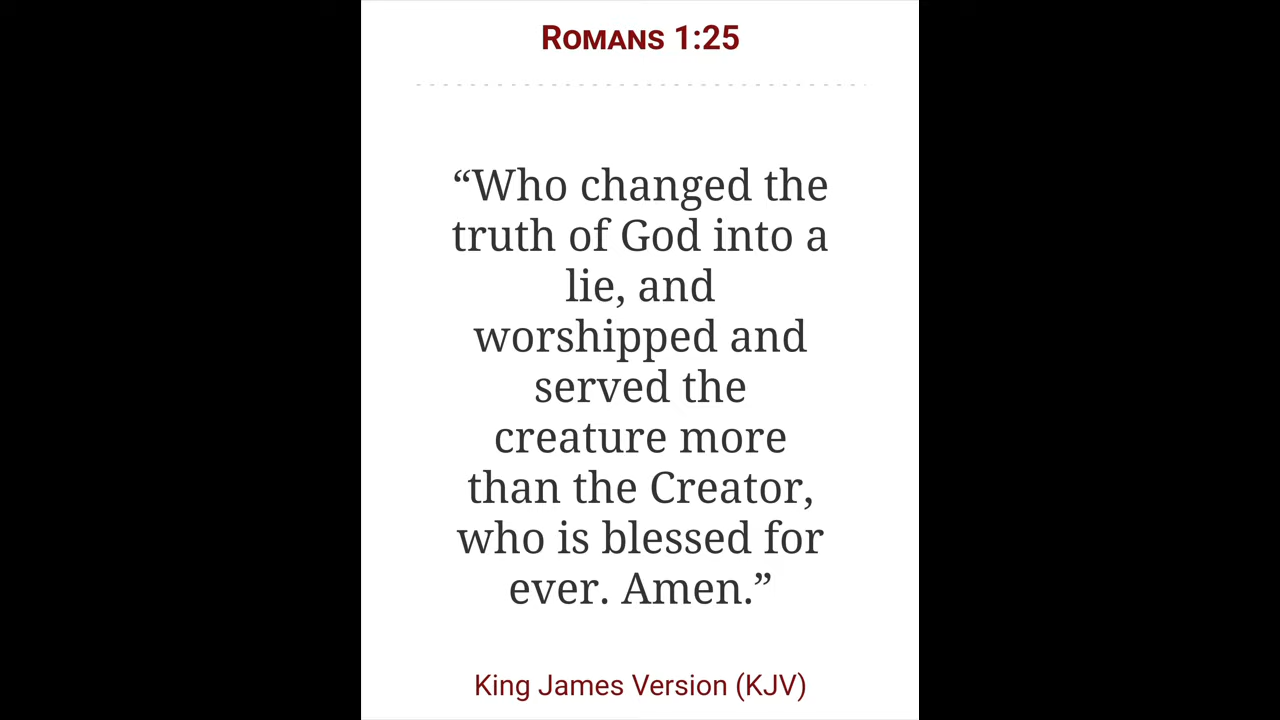 Romans 1:25
“Who changed the
truth of God into a
lie, and
worshipped and
served the
creature more
than the Creator,
who is blessed for
ever. Amen.”
King James Version (KJV)